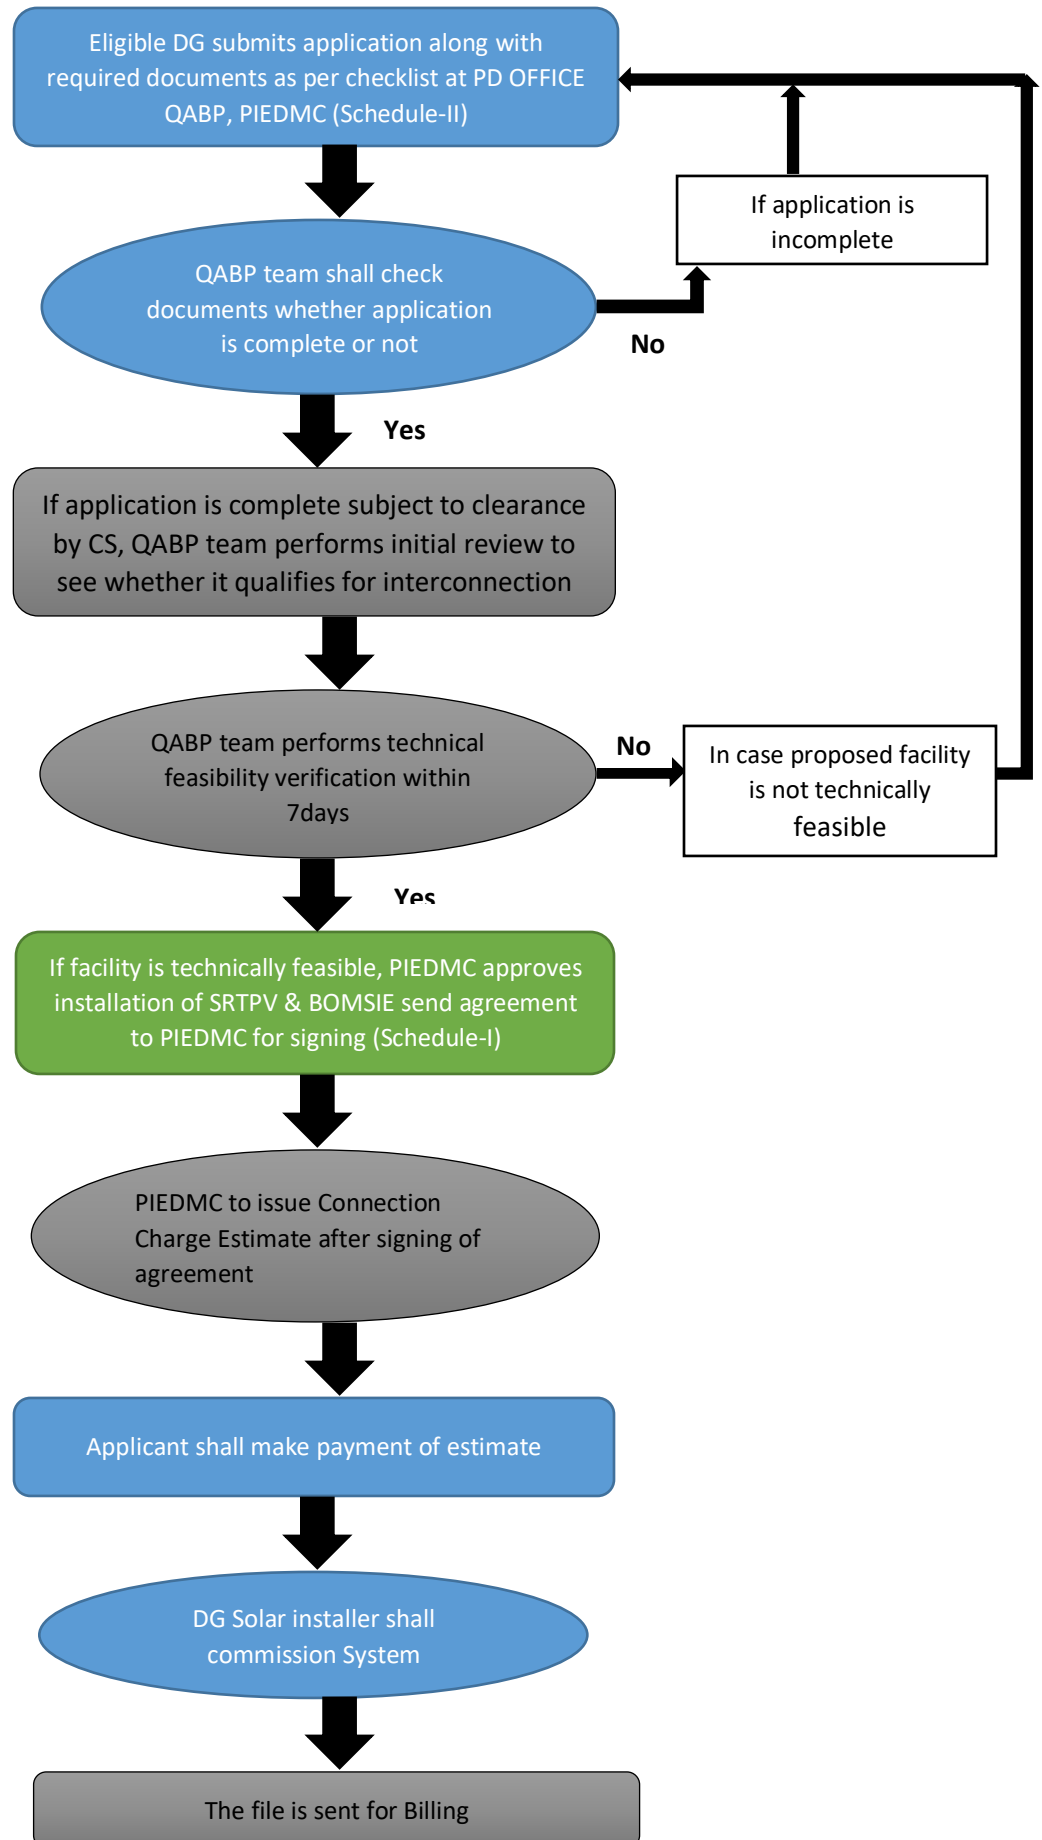 Eligible DG submits application along with
required documents as per checklist at PD OFFICE
QABP, PIEDMC (Schedule-II)
If application is
incomplete
QABP team shall check
documents whether application
is complete or not
No
Yes
If application is complete subject to clearance
by CS, QABP team performs initial review to
see whether it qualifies for interconnection
QABP team performs technical
feasibility verification within
7days
No
In case proposed facility
is not technically
feasible
Yes
If facility is technically feasible, PIEDMC approves
installation of SRTPV & BOMSIE send agreement
to PIEDMC for signing (Schedule-I)
PIEDMC to issue Connection
Charge Estimate after signing of
agreement
Applicant shall make payment of estimate
DG Solar installer shall
commission System
The file is sent for Billing